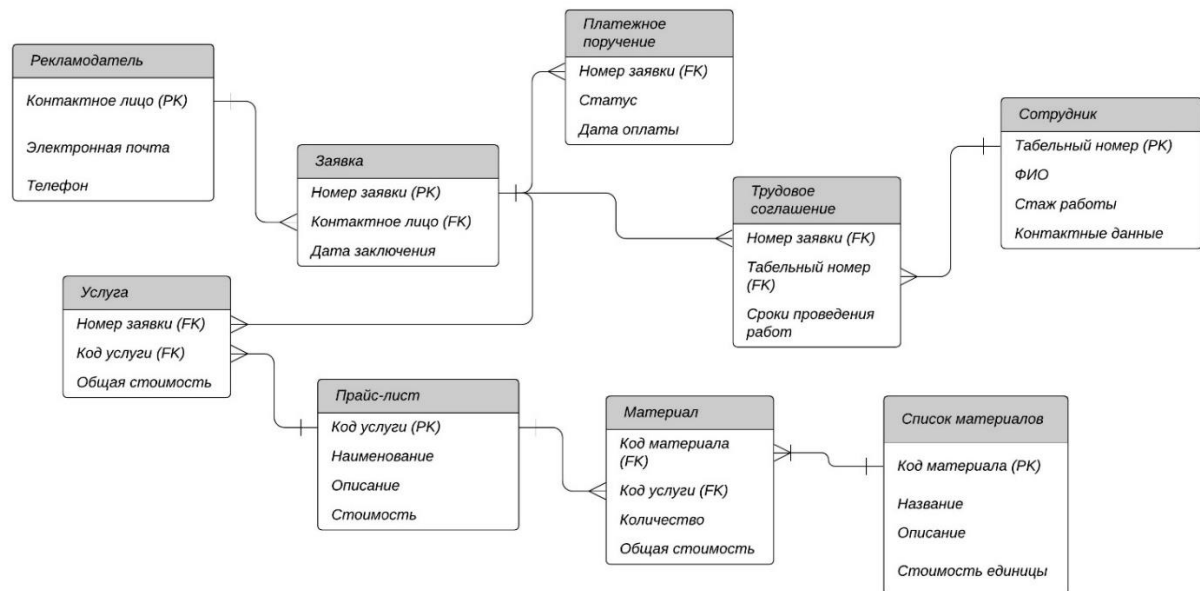 Рекламодатель
Контактное лицо (PK)
Электронная почта
Телефон
Платежное
поручение
Номер заявки (FK)
Статус
Дата оплаты
Заявка
Номер заявки (PK)
Контактное лицо (FK)
Дата заключения
Сотрудник
Табельный номер (PK)
ФИО
Стаж работы
Контактные данные
Трудовое
соглашение
Номер заявки (FK)
Табельный номер
(FK)
Сроки проведения
работ
Услуга
Номер заявки (FK)
Код услуги (FK)
Общая стоимость
Прайс-лист
Код услуги (PK)
Наименование
Описание
Стоимость
Материал
Код материала
(FK)
Код услуги (FK)
Количество
Общая стоимость
Список материалов
Код материала (PK)
Название
Описание
Стоимость единицы